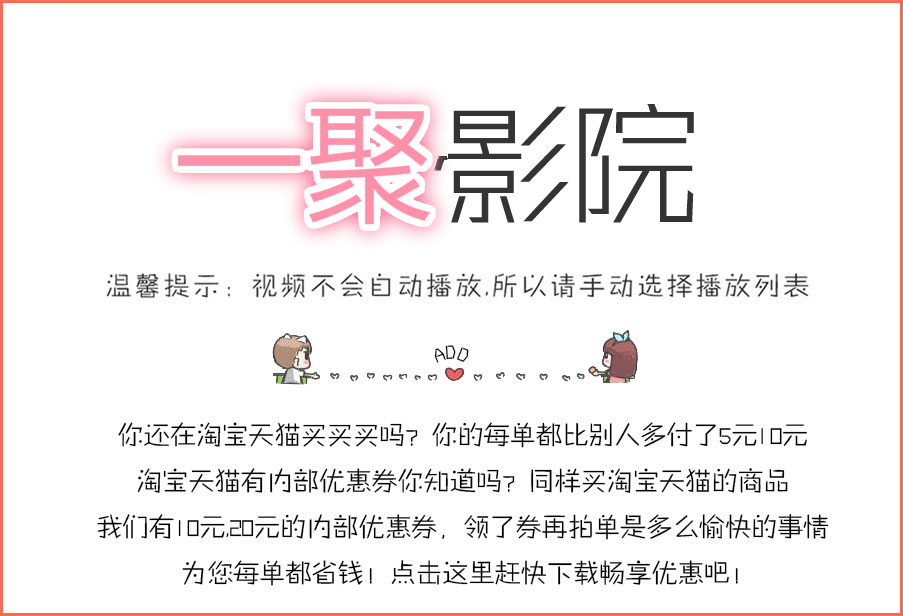 一聚影院
温馨提示：视频不会自动播放,所以请手动选择播放列表
ADD
你还在淘宝天猫买买买吗？你的每单都比别人多付了5元10元
淘宝天猫有内部优惠券你知道吗？同样买淘宝天猫的商品
我们有10元,20元的内部优惠券，领了券再拍单是多么愉快的事情
为您每单都省钱！点击这里赶快下载畅享优惠吧！